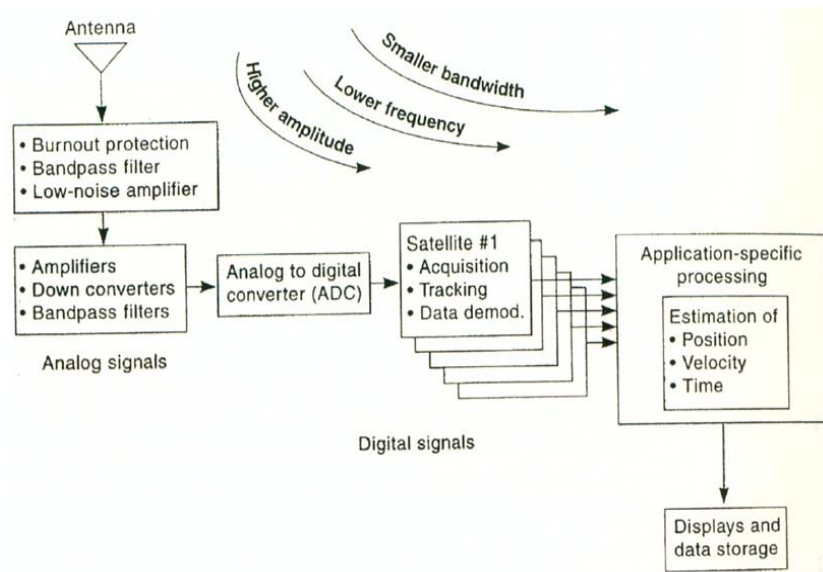 Antenna
Smaller bandwidth
Lower frequency
Higher amplitude
• Burnout protection
• Bandpass filter
• Low-noise amplifier
• Amplifiers
• Down converters
• Bandpass filters
Analog signals
Analog to digital
converter (ADC)
Satellite #1
• Acquisition
• Tracking
• Data demod.
Digital signals
Application-specific
processing
Estimation of
• Position
• Velocity
• Time
Displays and
data storage